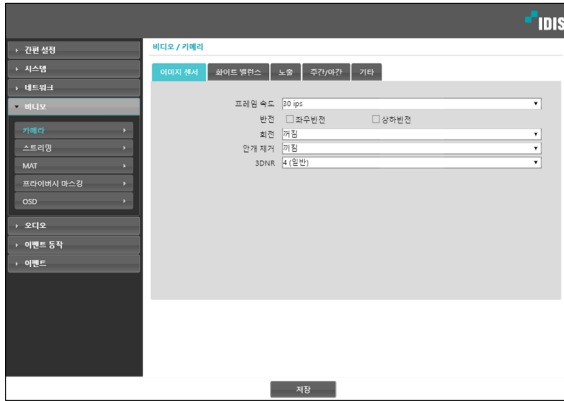 IDIS
간편 설정
시스템
네트워크
비디오
카메라
스트리밍
MAT
프라이버시 마스킹
OSD
오디오
이벤트 동작
이벤트
비디오 / 카메라
이미지 센서 화이트 밸런스 노출 주간/야간 기타
프레임 속도 30 ips
반전 좌우반전 상하반전
회전 꺼짐
안개 제거 꺼짐
3DNR 4 (일반)
저장